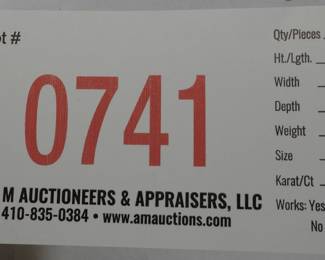 ot #
0741
M AUCTIONEERS & APPRAISERS, LLC
410-835-0384 • www.amauctions.com
Qty/Pieces
Ht./Lgth.
Width
Depth
Weight
Size
Karat/Ct
Works: Yes
No